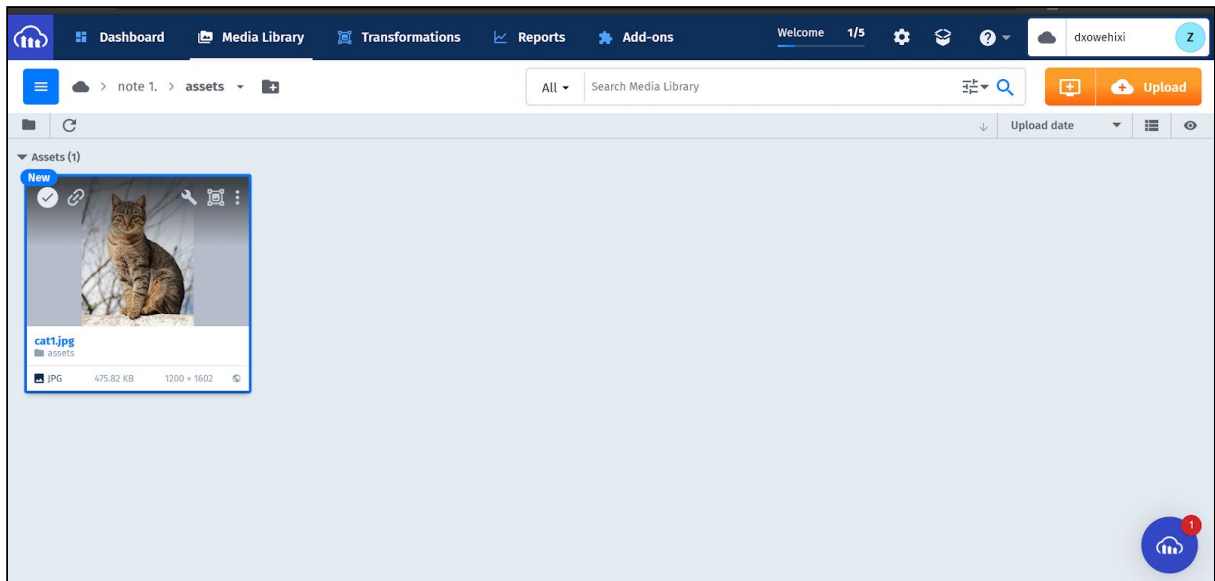 Dashboard Media Library Transformations Reports Add-ons Welcome 1/5 dxowehixi Z
> note 1. > assets All Search Media Library Upload
Upload date
Assets (1)
New
cat1.jpg
assets
JPG 475.82 KB 1200 × 1602
1